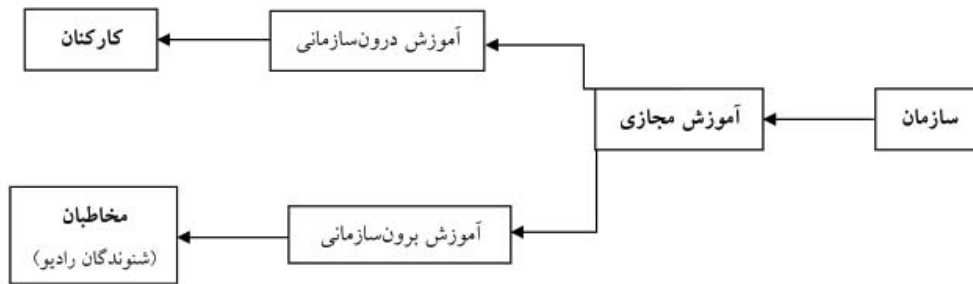 سازمان
آموزش مجازی
آموزش درون‌سازمانی
کارکنان
آموزش برون‌سازمانی
مخاطبان
(شنوندگان رادیو)